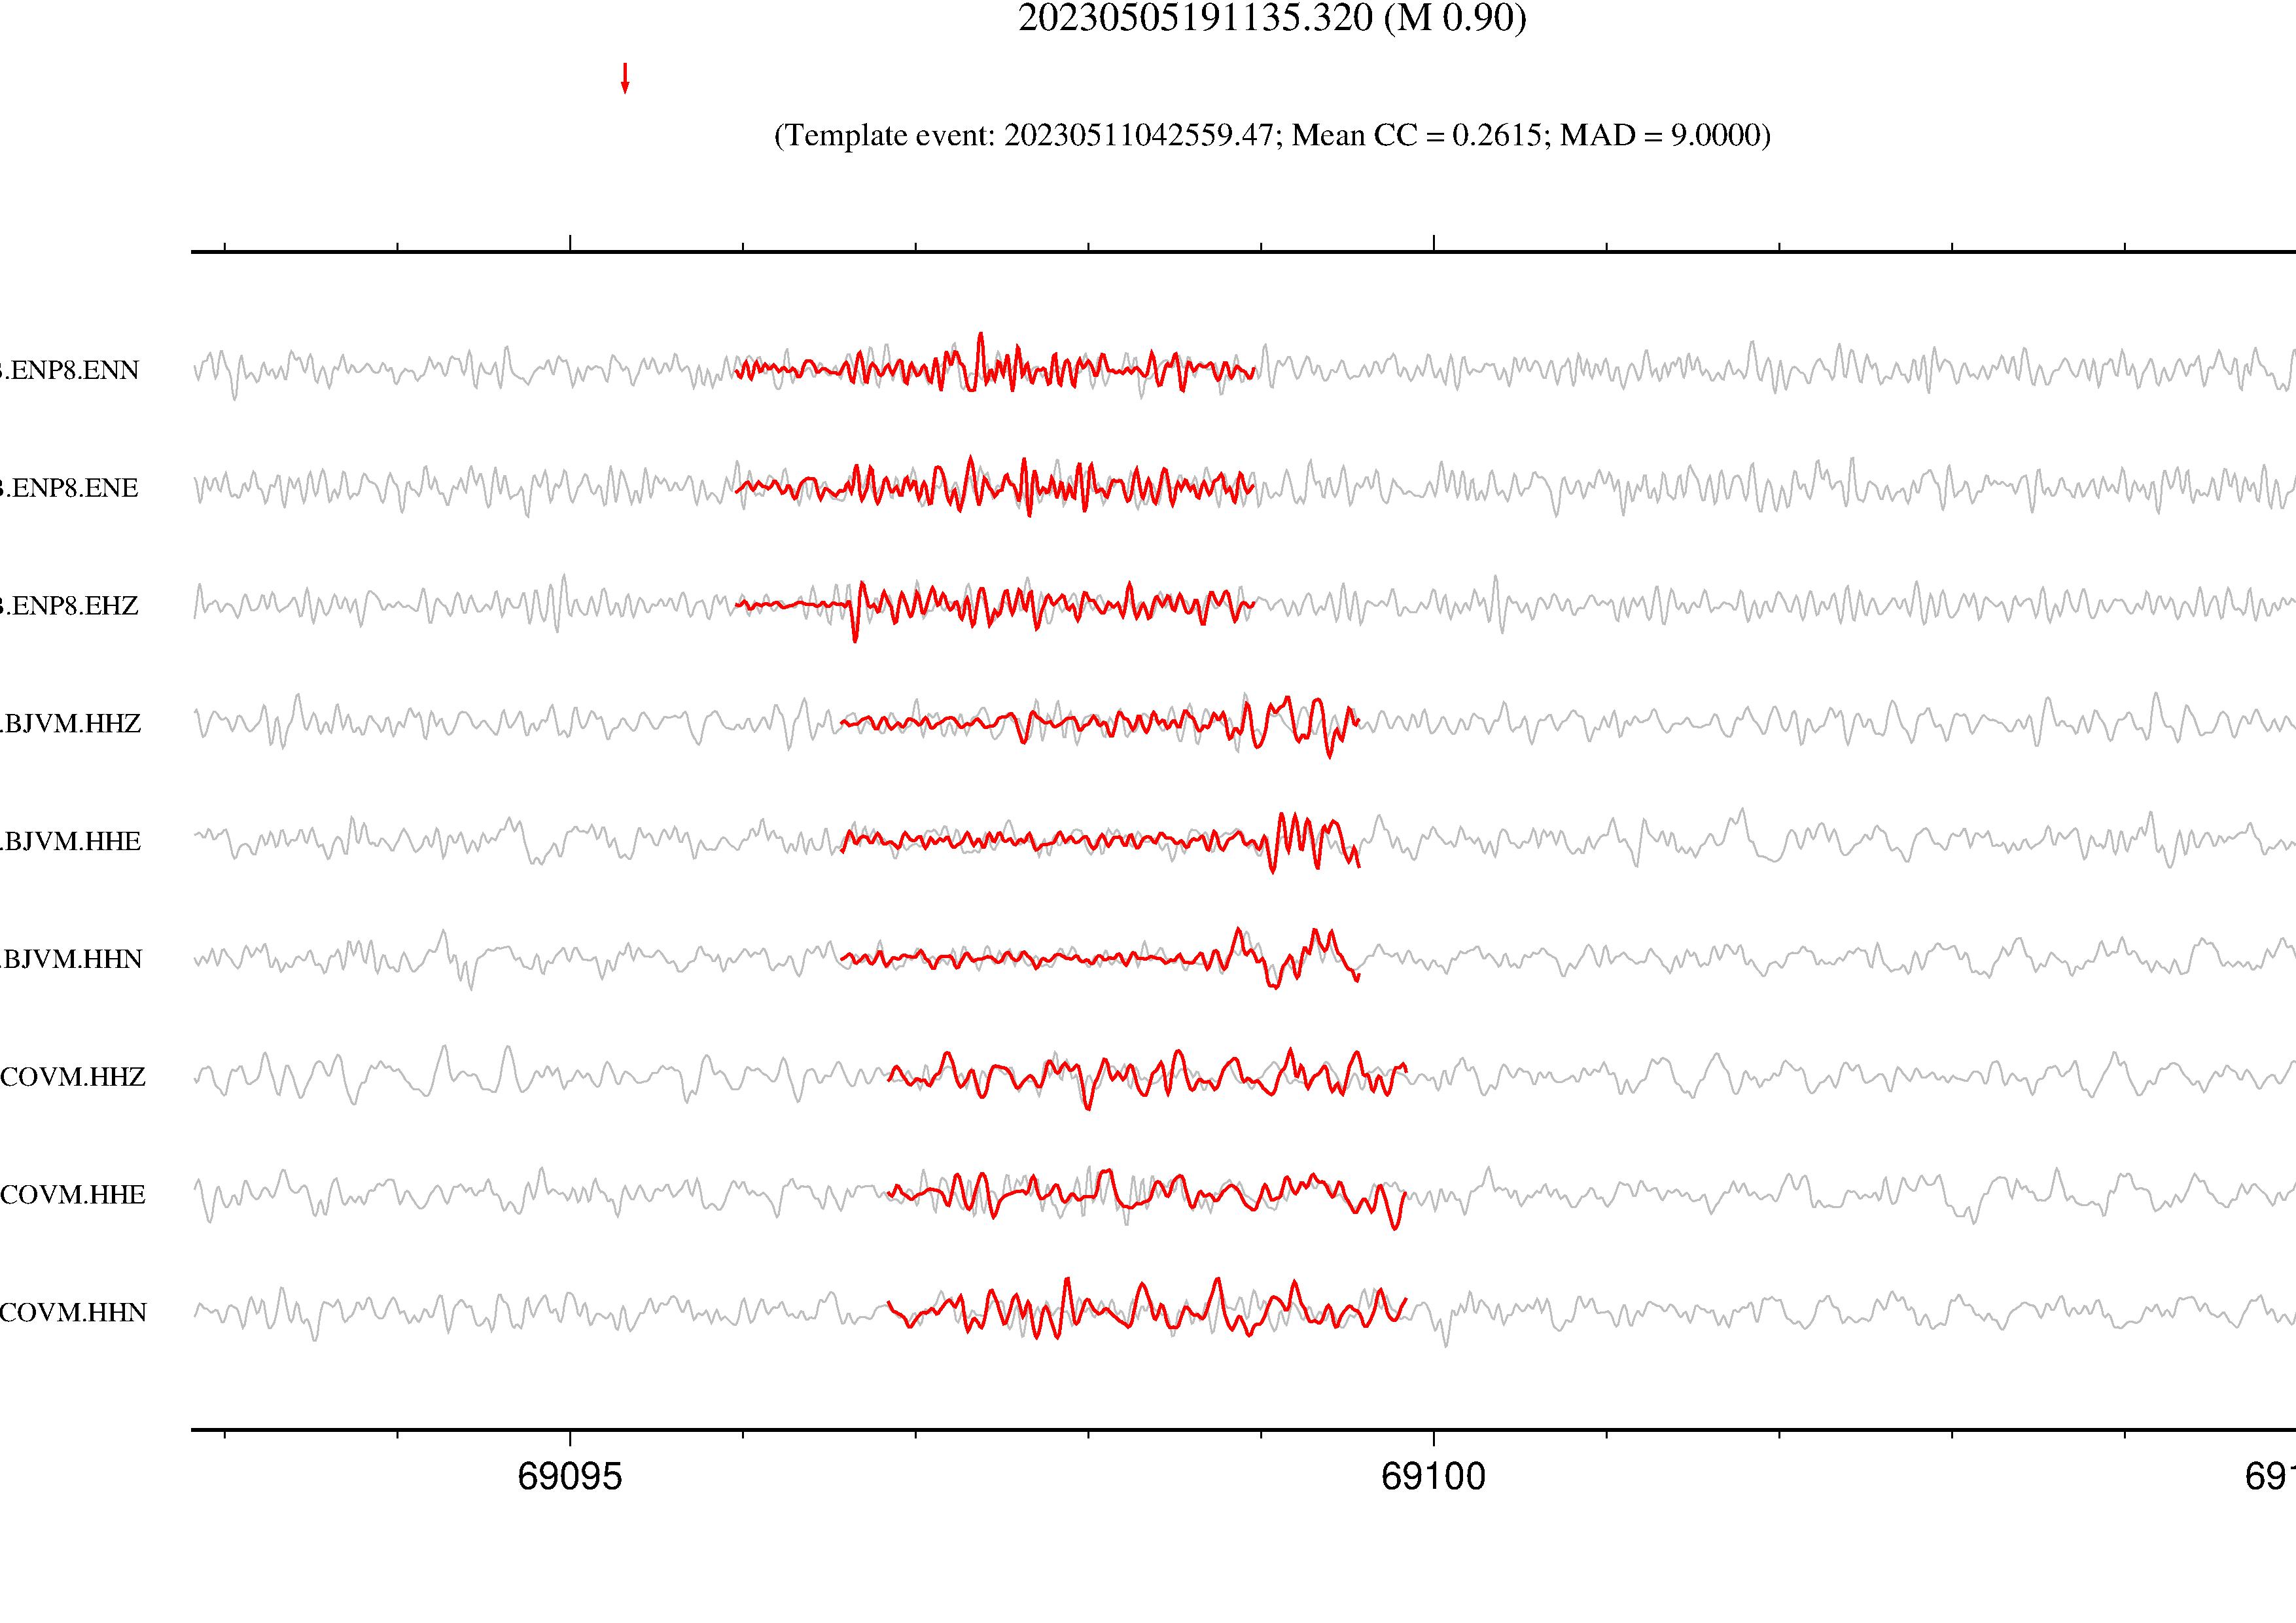 20230505191135.320 (M 0.90)
(Template event: 20230511042559.47; Mean CC = 0.2615; MAD = 9.0000)
.ENP8.ENN
.ENP8.ENE
.ENP8.EHZ
.BJVM.HHZ
.BJVM.HHE
.BJVM.HHN
COVM.HHZ
COVM.HHE
COVM.HHN
69095 69100